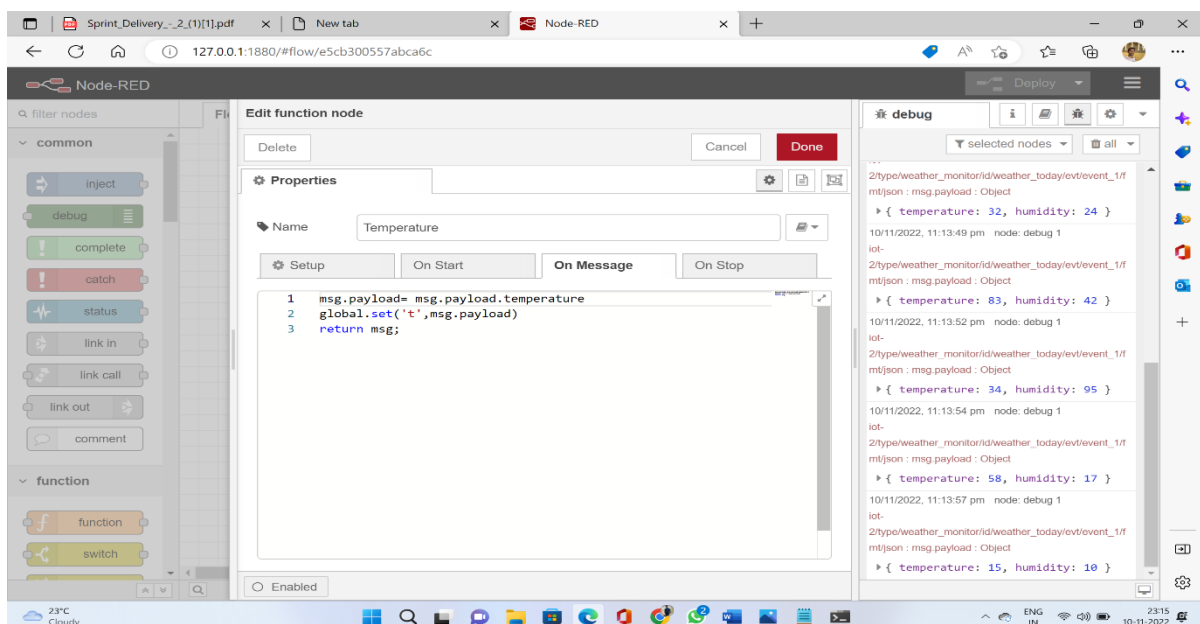 Sprint_Delivery_-_2_(1)[1].pdf
New tab
Node-RED
127.0.0.1:1880/#flow/e5cb300557abca6c
Node-RED
Deploy
filter nodes
common
inject
debug
complete
catch
status
link in
link call
link out
comment
function
function
switch
Edit function node
Delete
Cancel
Done
Properties
Name
Temperature
Setup
On Start
On Message
On Stop
1 msg.payload= msg.payload.temperature
2 global.set('t',msg.payload)
3 return msg;
Enabled
debug
selected nodes
all
2/type/weather_monitor/id/weather_today/evt/event_1/f
mt/json : msg.payload : Object
{ temperature: 32, humidity: 24 }
10/11/2022, 11:13:49 pm node: debug 1
iot-
2/type/weather_monitor/id/weather_today/evt/event_1/f
mt/json : msg.payload : Object
{ temperature: 83, humidity: 42 }
10/11/2022, 11:13:52 pm node: debug 1
iot-
2/type/weather_monitor/id/weather_today/evt/event_1/f
mt/json : msg.payload : Object
{ temperature: 34, humidity: 95 }
10/11/2022, 11:13:54 pm node: debug 1
iot-
2/type/weather_monitor/id/weather_today/evt/event_1/f
mt/json : msg.payload : Object
{ temperature: 58, humidity: 17 }
10/11/2022, 11:13:57 pm node: debug 1
iot-
2/type/weather_monitor/id/weather_today/evt/event_1/f
mt/json : msg.payload : Object
{ temperature: 15, humidity: 10 }
23°C
Cloudy
ENG
IN
23:15
10-11-2022